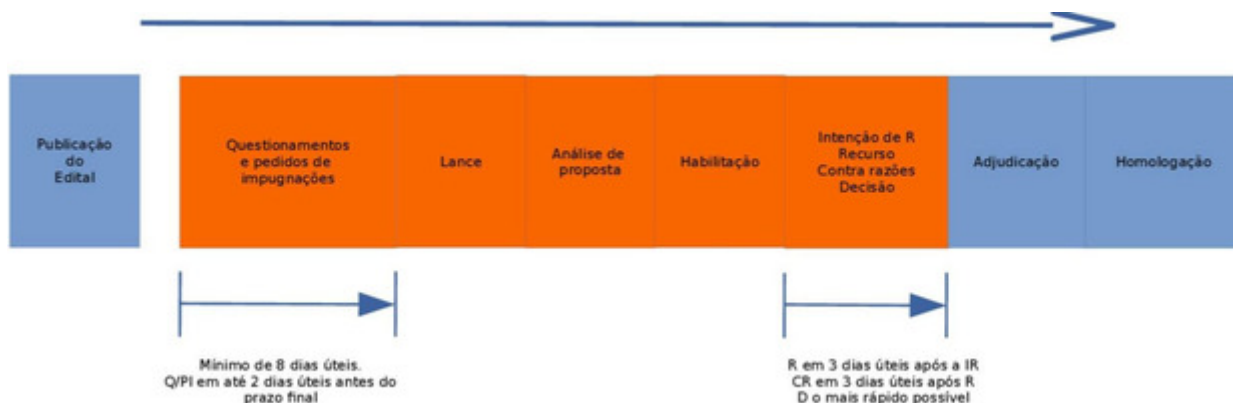 Publicação
do
Edital
Questionamentos
e pedidos de
impugnações
Lance
Análise de
proposta
Habilitação
Intenção de R
Recurso
Contra razões
Decisão
Adjudicação
Homologação
Mínimo de 8 dias úteis.
Q/PI em até 2 dias úteis antes do
prazo final
R em 3 dias úteis após a IR
CR em 3 dias úteis após R
D o mais rápido possível